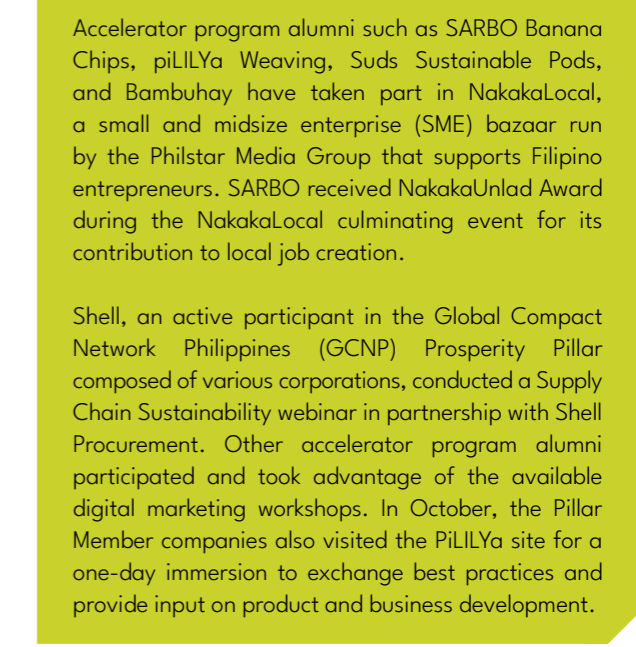 Accelerator program alumni such as SARBO Banana
Chips, piLILYa Weaving, Suds Sustainable Pods,
and Bambuhay have taken part in NakakaLocal,
a small and midsize enterprise (SME) bazaar run
by the Philstar Media Group that supports Filipino
entrepreneurs. SARBO received NakakaUnlad Award
during the NakakaLocal culminating event for its
contribution to local job creation.
Shell, an active participant in the Global Compact
Network Philippines (GCNP) Prosperity Pillar
composed of various corporations, conducted a Supply
Chain Sustainability webinar in partnership with Shell
Procurement. Other accelerator program alumni
participated and took advantage of the available
digital marketing workshops. In October, the Pillar
Member companies also visited the PiLILYa site for a
one-day immersion to exchange best practices and
provide input on product and business development.